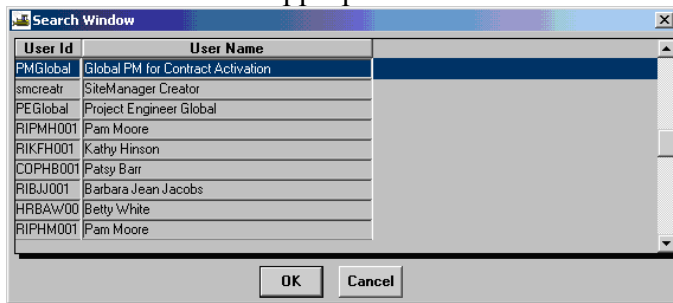 Search Window
User Id User Name
PMGlobal Global PM for Contract Activation
smcreatr SiteManager Creator
PEGlobal Project Engineer Global
RIPMH001 Pam Moore
RIKFH001 Kathy Hinson
COPHB001 Patsy Barr
RIBJJ001 Barbara Jean Jacobs
HRBAW00 Betty White
RIPHM001 Pam Moore
OK Cancel